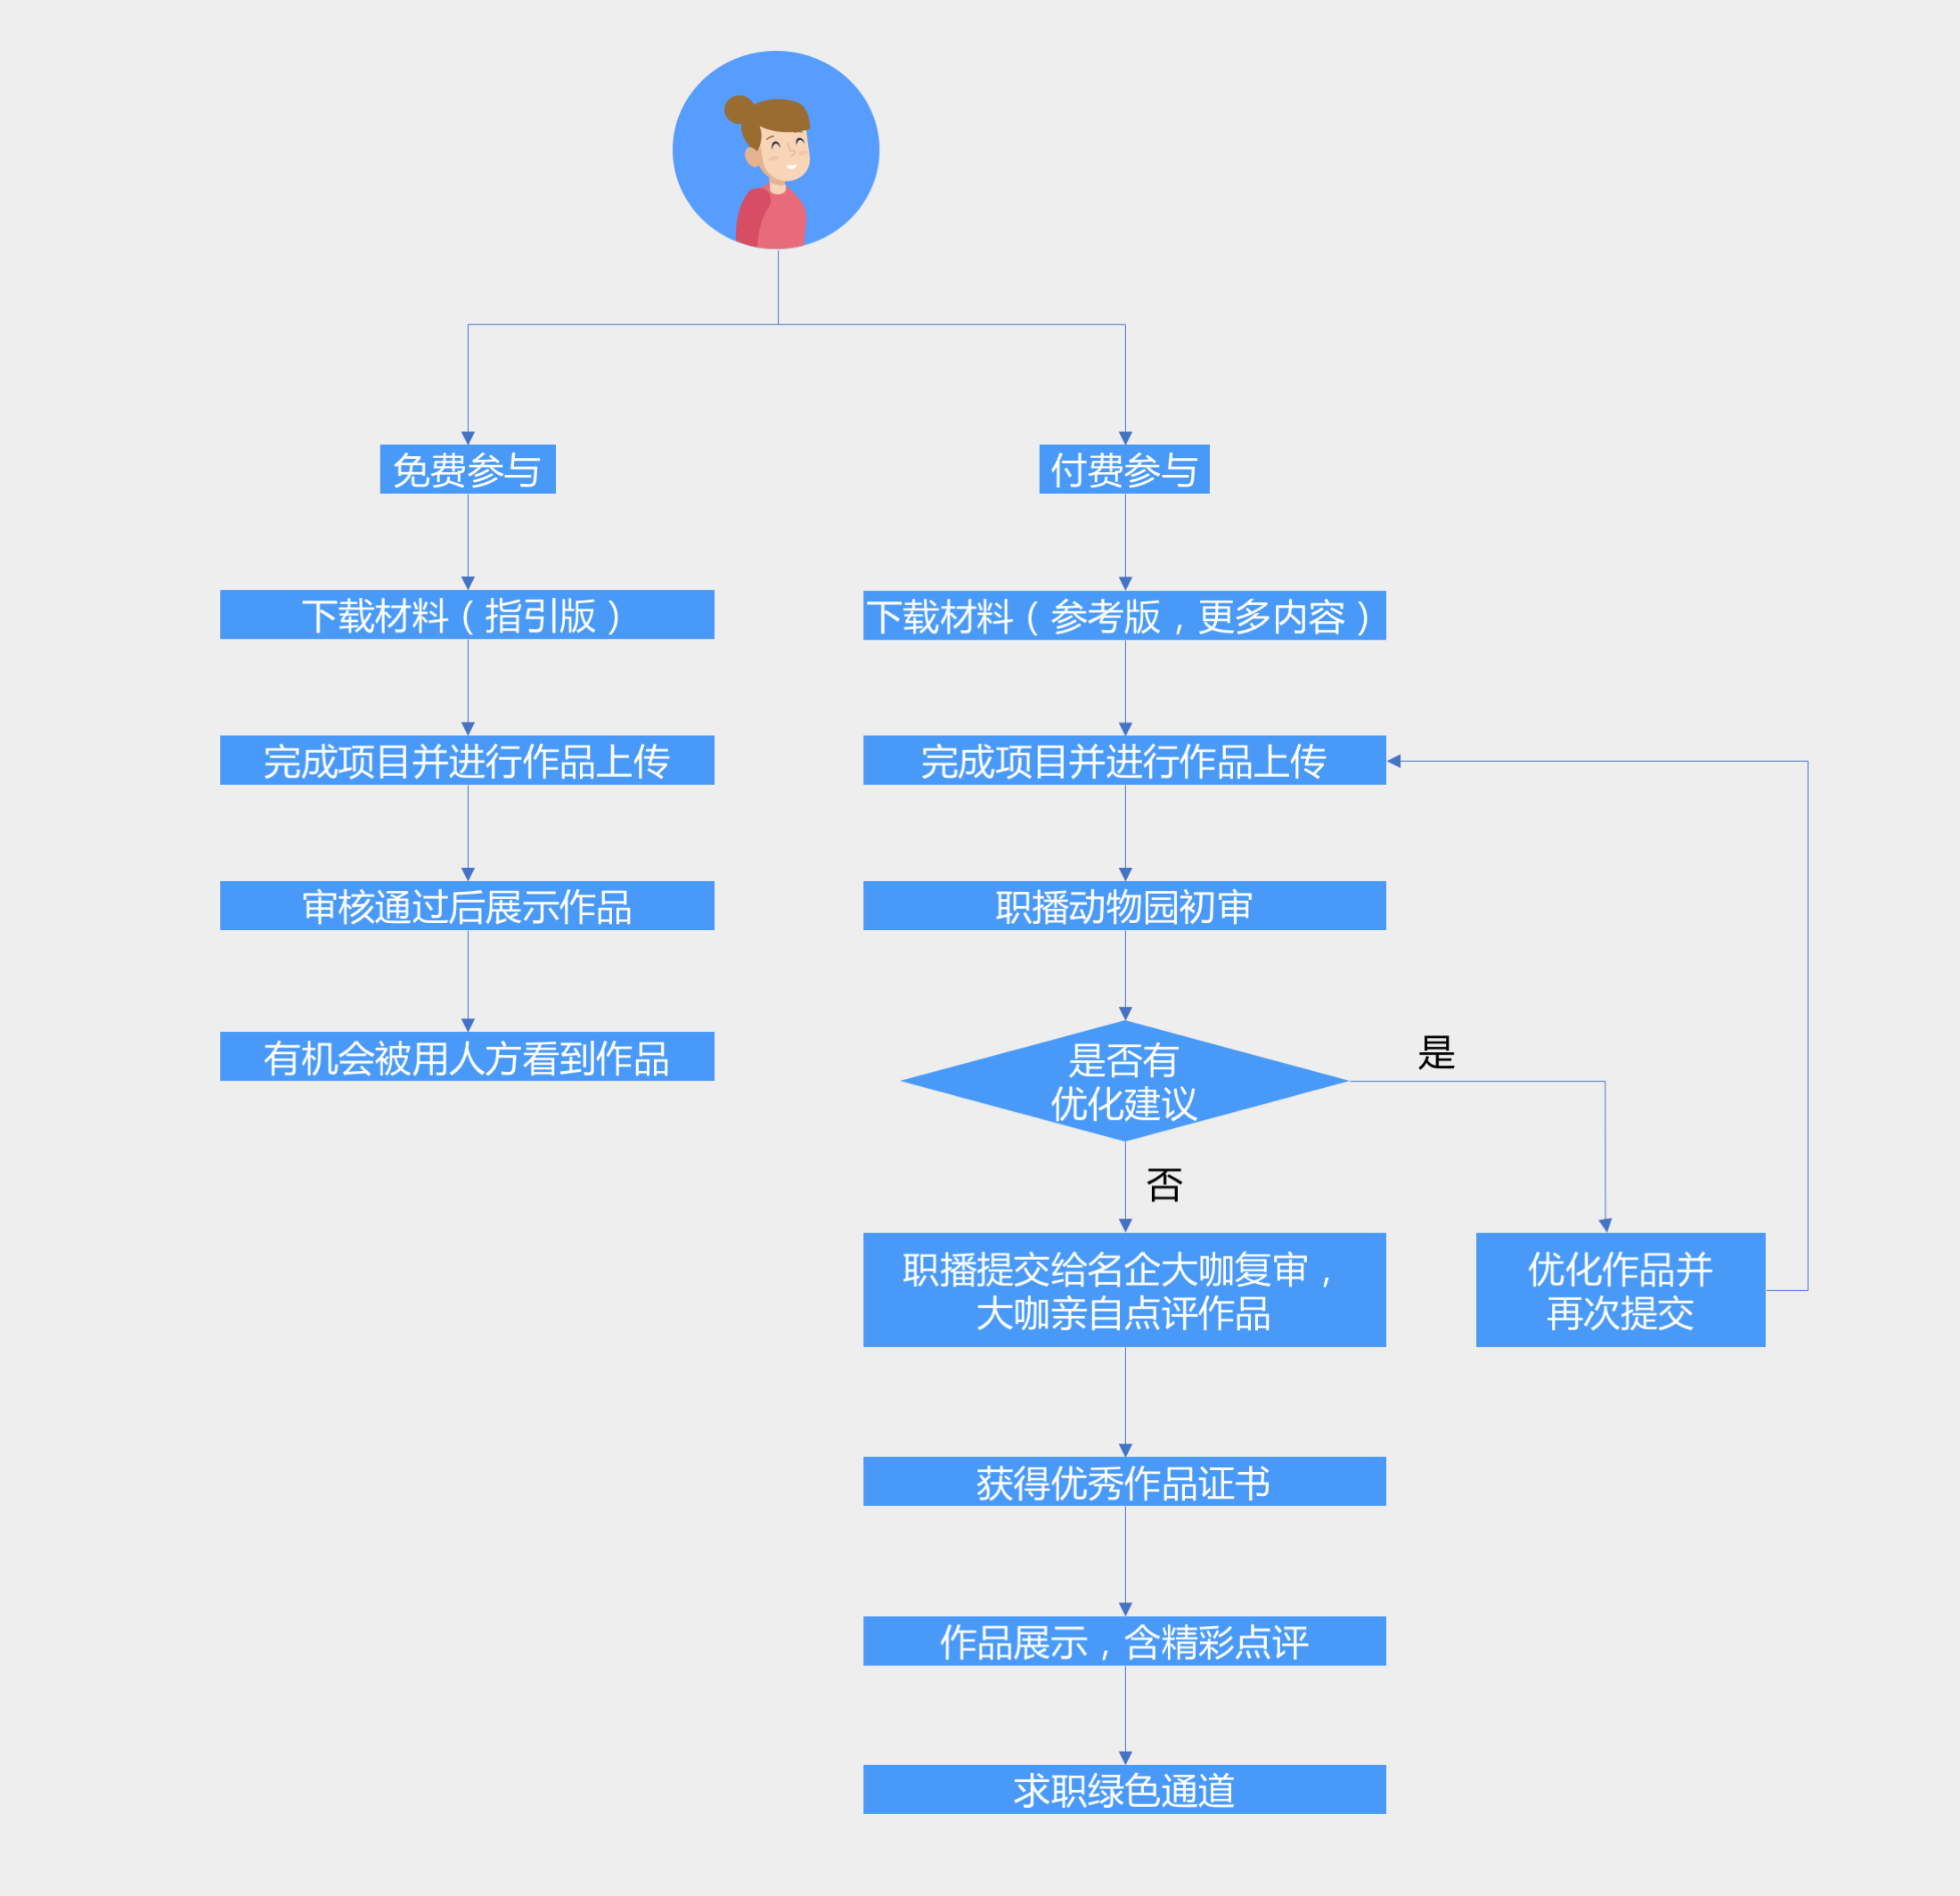 免费参与
付费参与
下载材料（指引版）
下载材料（参考版，更多内容）
完成项目并进行作品上传
完成项目并进行作品上传
审核通过后展示作品
职播动物园初审
有机会被用人方看到作品
是否有
优化建议
是
否
职播提交给名企大咖复审，
大咖亲自点评作品
优化作品并
再次提交
获得优秀作品证书
作品展示，含精彩点评
求职绿色通道